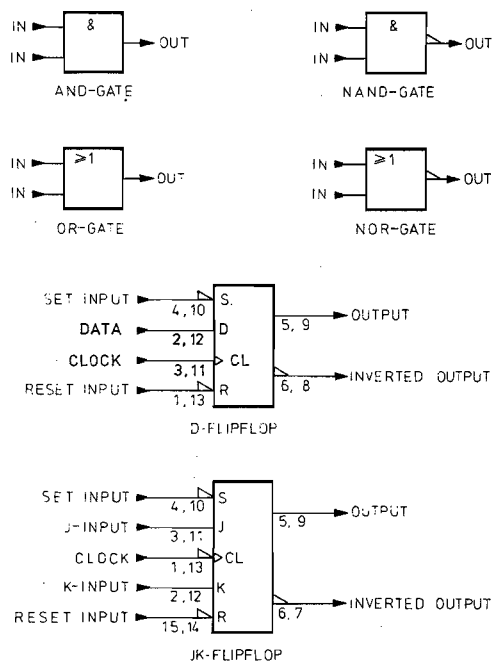 IN & OUT
IN
AND-GATE
IN & OUT
IN
NAND-GATE
IN ⩾1 OUT
IN
OR-GATE
IN ⩾1 OUT
IN
NOR-GATE
SET INPUT 4,10 S.
DATA 2,12 D
CLOCK 3,11 CL
RESET INPUT 1,13 R
5, 9 OUTPUT
6, 8 INVERTED OUTPUT
D-FLIPFLOP
SET INPUT 4,10 S
J-INPUT 3,11 J
CLOCK 1,13 CL
K-INPUT 2,12 K
RESET INPUT 15,14 R
5,9 OUTPUT
6,7 INVERTED OUTPUT
JK-FLIPFLOP